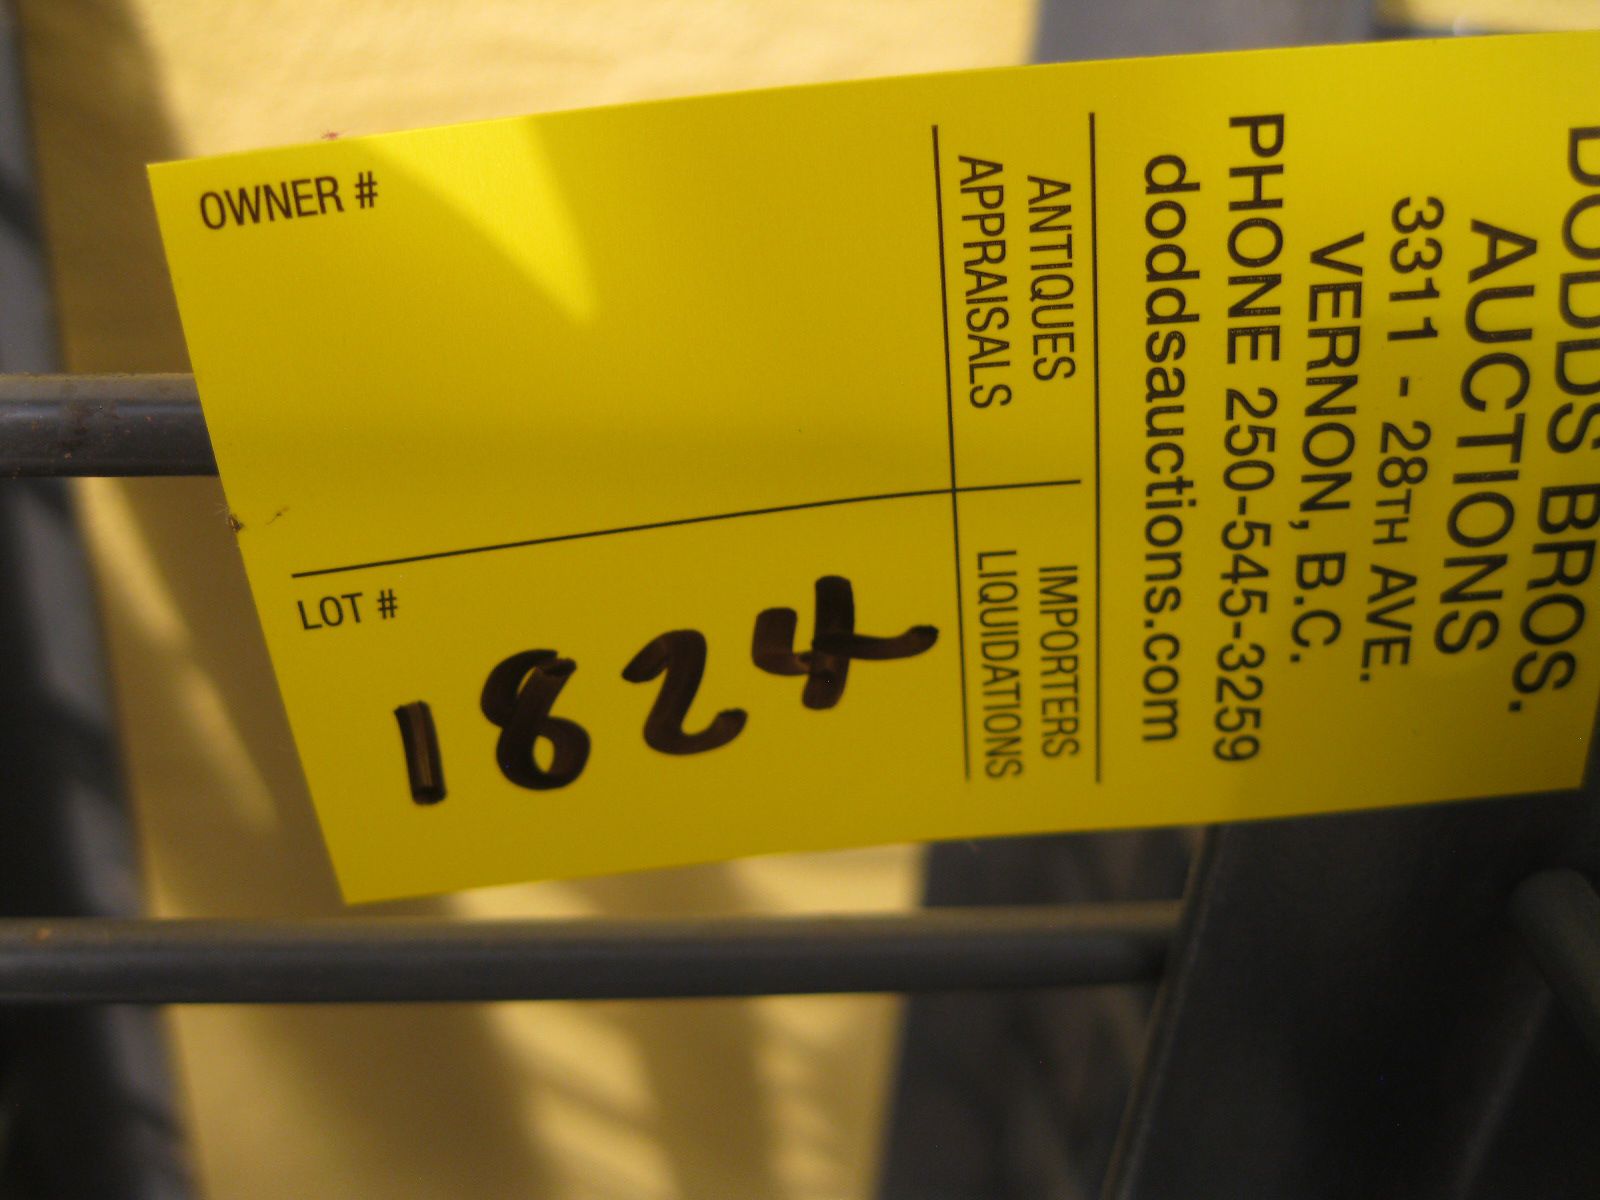 DODDS BROS.
AUCTIONS
3311 - 28TH AVE.
VERNON, B.C.
PHONE 250-545-3259
doddsauctions.com
ANTIQUES
APPRAISALS
IMPORTERS
LIQUIDATIONS
OWNER #
LOT #
1824